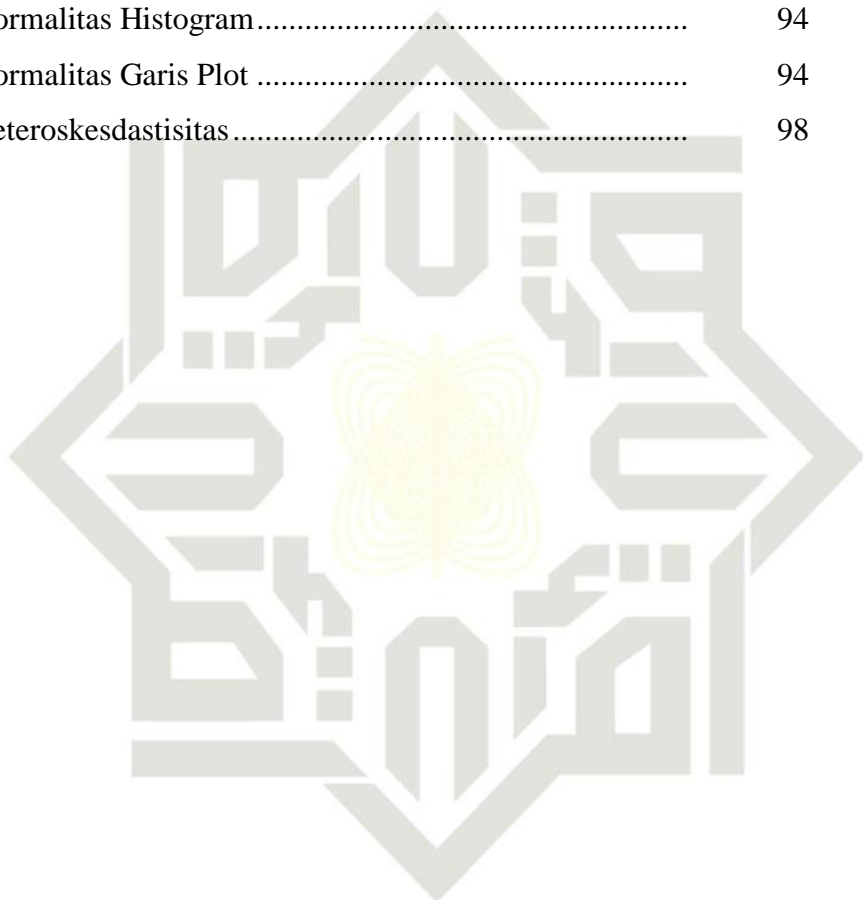 ormalitas Histogram................................................ 94
ormalitas Garis Plot ................................................ 94
eteroskesdastisitas................................................... 98